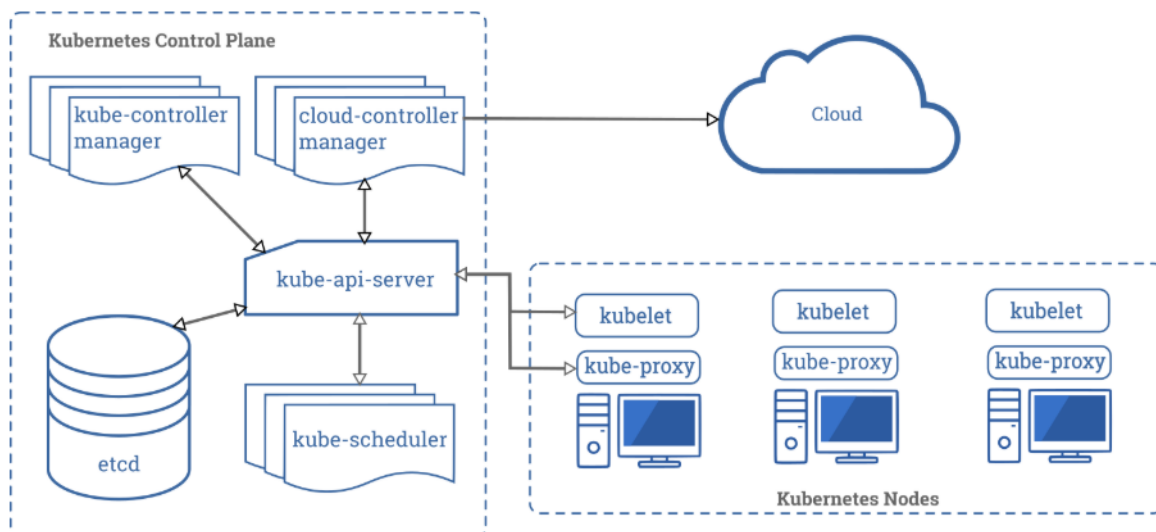 Kubernetes Control Plane
kube-controller
manager
cloud-controller
manager
Cloud
kube-api-server
kubelet
kubelet
kubelet
kube-proxy
kube-proxy
kube-proxy
etcd
kube-scheduler
Kubernetes Nodes